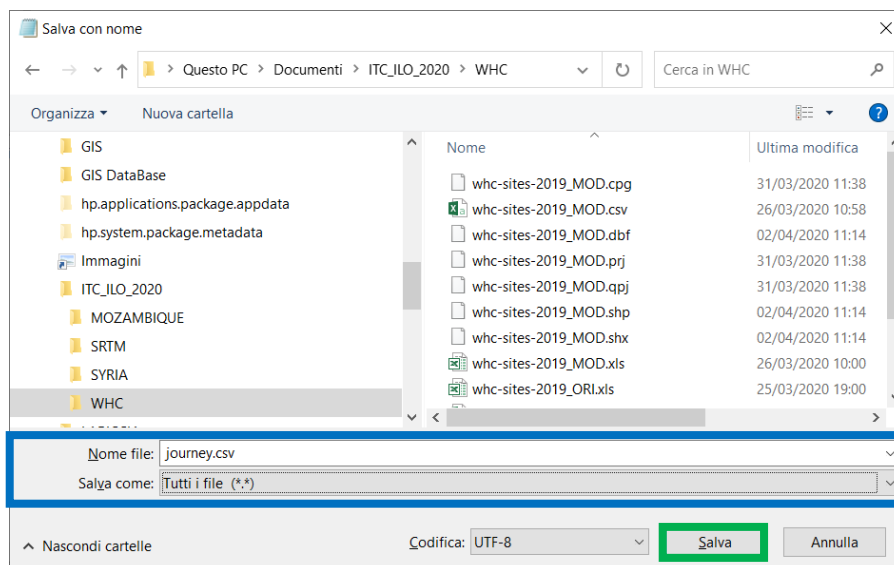 Salva con nome
Questo PC > Documenti > ITC_ILO_2020 > WHC
Cerca in WHC
Organizza
Nuova cartella
?
GIS
GIS DataBase
hp.applications.package.appdata
hp.system.package.metadata
Immagini
ITC_ILO_2020
MOZAMBIQUE
SRTM
SYRIA
WHC
Nome Ultima modifica
whc-sites-2019_MOD.cpg 31/03/2020 11:38
whc-sites-2019_MOD.csv 26/03/2020 10:58
whc-sites-2019_MOD.dbf 02/04/2020 11:14
whc-sites-2019_MOD.prj 31/03/2020 11:38
whc-sites-2019_MOD.qpj 31/03/2020 11:38
whc-sites-2019_MOD.shp 02/04/2020 11:14
whc-sites-2019_MOD.shx 02/04/2020 11:14
whc-sites-2019_MOD.xls 26/03/2020 10:00
whc-sites-2019_ORI.xls 25/03/2020 19:00
Nome file: journey.csv
Salva come: Tutti i file (*.*)
Nascondi cartelle
Codifica: UTF-8
Salva
Annulla